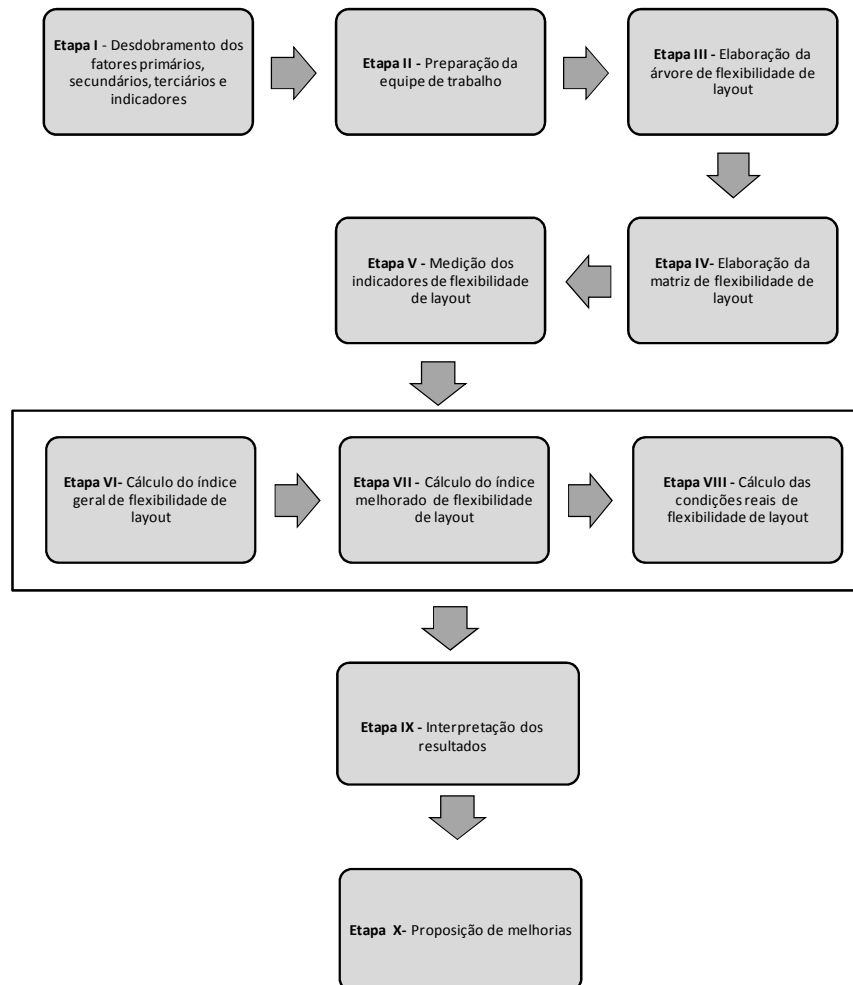 Etapa I - Desdobramento dos
fatores primários,
secundários, terciários e
indicadores
Etapa II - Preparação da
equipe de trabalho
Etapa III - Elaboração da
árvore de flexibilidade de
layout
Etapa IV- Elaboração da
matriz de flexibilidade de
layout
Etapa V - Medição dos
indicadores de flexibilidade
de layout
Etapa VI- Cálculo do índice
geral de flexibilidade de
layout
Etapa VII - Cálculo do índice
melhorado de flexibilidade
de layout
Etapa VIII - Cálculo das
condições reais de
flexibilidade de layout
Etapa IX - Interpretação dos
resultados
Etapa X- Proposição de melhorias